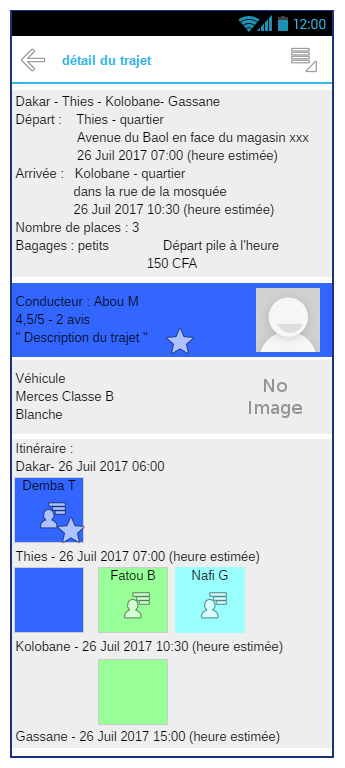 12:00
détail du trajet
Dakar - Thies - Kolobane- Gassane
Départ : Thies - quartier
Avenue du Baol en face du magasin xxx
26 Juil 2017 07:00 (heure estimée)
Arrivée : Kolobane - quartier
dans la rue de la mosquée
26 Juil 2017 10:30 (heure estimée)
Nombre de places : 3
Bagages : petits Départ pile à l'heure
150 CFA
Conducteur : Abou M
4,5/5 - 2 avis
" Description du trajet "
Véhicule
Merces Classe B
Blanche
No
Image
Itinéraire :
Dakar- 26 Juil 2017 06:00
Demba T
Thies - 26 Juil 2017 07:00 (heure estimée)
Fatou B Nafi G
Kolobane - 26 Juil 2017 10:30 (heure estimée)
Gassane - 26 Juil 2017 15:00 (heure estimée)